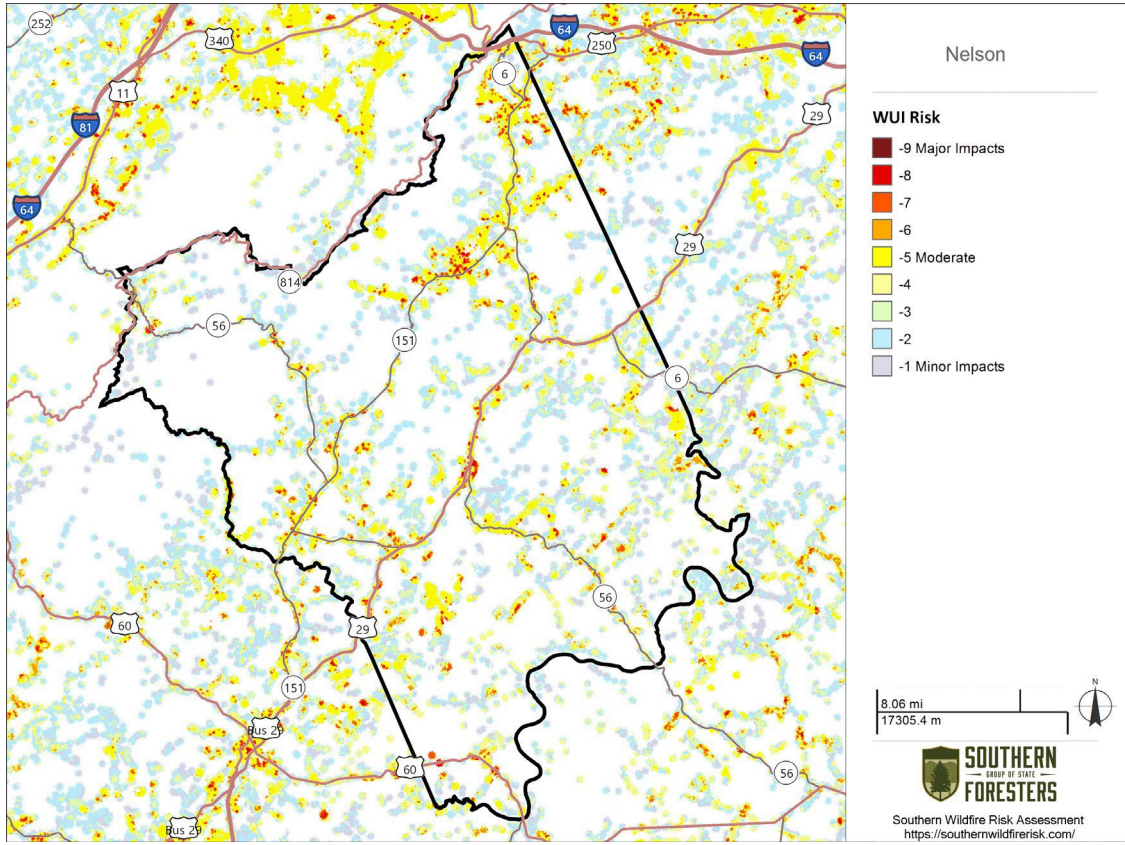 252
340
64
250
64
6
11
29
81
64
29
814
56
151
6
56
60
29
151
Bus 29
60
56
Bus 29
Nelson
WUI Risk
-9 Major Impacts
-8
-7
-6
-5 Moderate
-4
-3
-2
-1 Minor Impacts
8.06 mi
17305.4 m
N
SOUTHERN
GROUP OF STATE
FORESTERS
Southern Wildfire Risk Assessment
https://southernwildfirerisk.com/